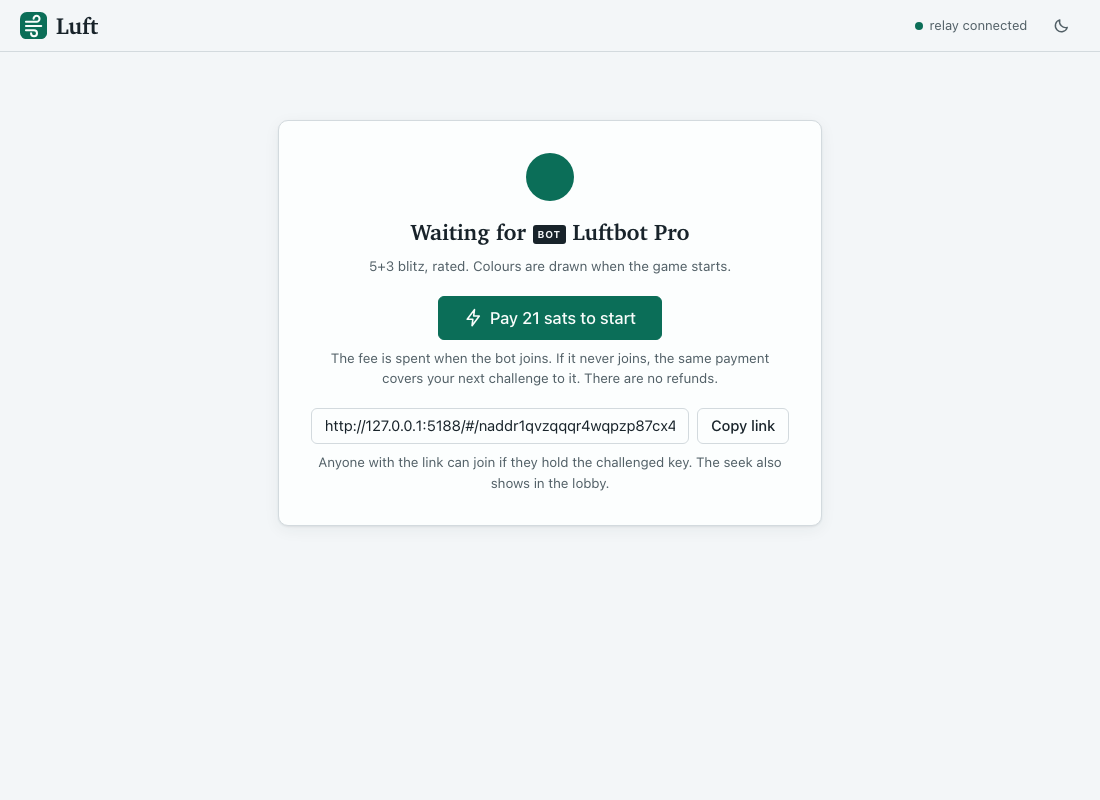 Luft
relay connected
Waiting for BOT Luftbot Pro
5+3 blitz, rated. Colours are drawn when the game starts.
Pay 21 sats to start
The fee is spent when the bot joins. If it never joins, the same payment
covers your next challenge to it. There are no refunds.
http://127.0.0.1:5188/#/naddr1qvzqqqr4wqpzp87cx4
Copy link
Anyone with the link can join if they hold the challenged key. The seek also
shows in the lobby.